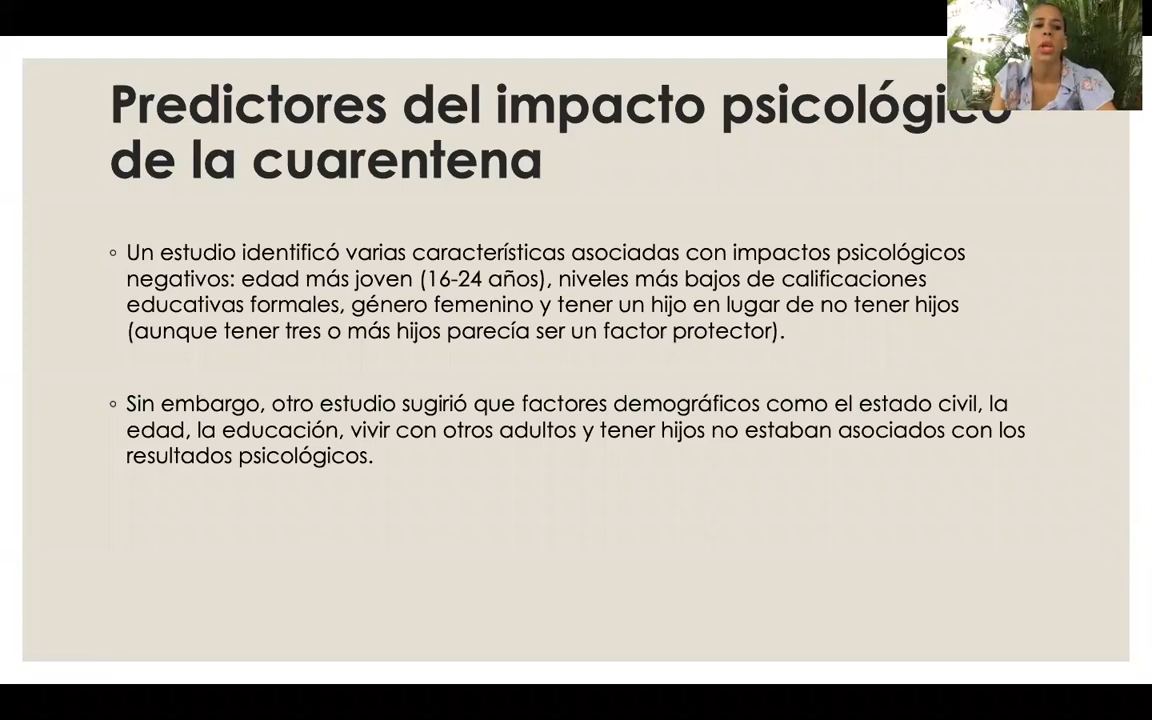 Predictores del impacto psicológico
de la cuarentena
◦ Un estudio identificó varias características asociadas con impactos psicológicos
negativos: edad más joven (16-24 años), niveles más bajos de calificaciones
educativas formales, género femenino y tener un hijo en lugar de no tener hijos
(aunque tener tres o más hijos parecía ser un factor protector).
◦ Sin embargo, otro estudio sugirió que factores demográficos como el estado civil, la
edad, la educación, vivir con otros adultos y tener hijos no estaban asociados con los
resultados psicológicos.